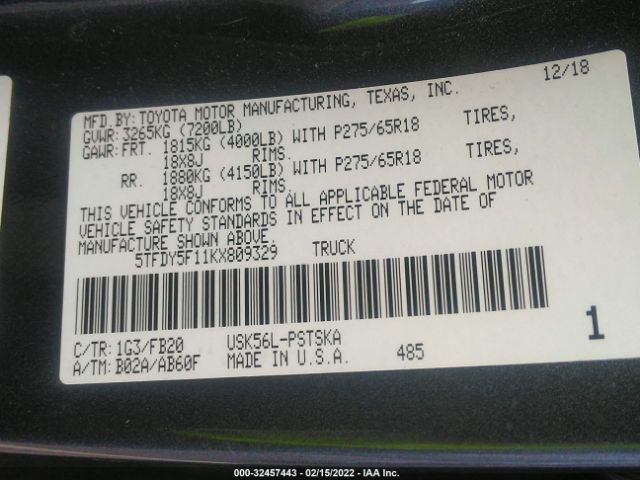 12/18
MFD.BY:TOYOTA MOTOR MANUFACTURING, TEXAS, INC.
GVWR:3265KG (7200LB)
GAWR:FRT. 1815KG (4000LB) WITH P275/65R18 TIRES,
18X8J RIMS.
RR. 1880KG (4150LB) WITH P275/65R18 TIRES,
18X8J RIMS.
THIS VEHICLE CONFORMS TO ALL APPLICABLE FEDERAL MOTOR
VEHICLE SAFETY STANDARDS IN EFFECT ON THE DATE OF
MANUFACTURE SHOWN ABOVE.
5TFDY5F11KX809329 TRUCK
C/TR:1G3/FB20 USK56L-PSTSKA
A/TM:B02A/AB60F MADE IN U.S.A. 485
1
000-32457443 - 02/15/2022 - IAA Inc.